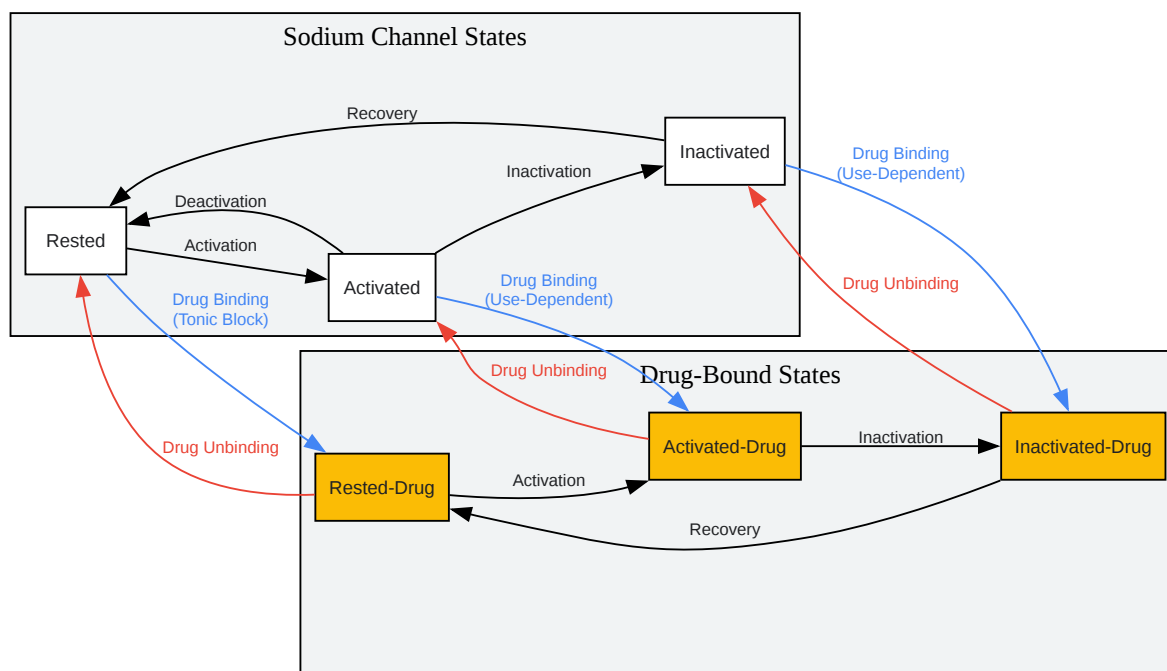 Sodium Channel States
Recovery
Inactivated
Drug Binding
(Use-Dependent)
Inactivation
Deactivation
Rested
Activation
Activated
Drug Binding
(Tonic Block)
Drug Binding
(Use-Dependent)
Drug Unbinding
Drug Unbinding
Drug-Bound States
Drug Unbinding
Activated-Drug
Inactivation
Inactivated-Drug
Rested-Drug
Activation
Recovery